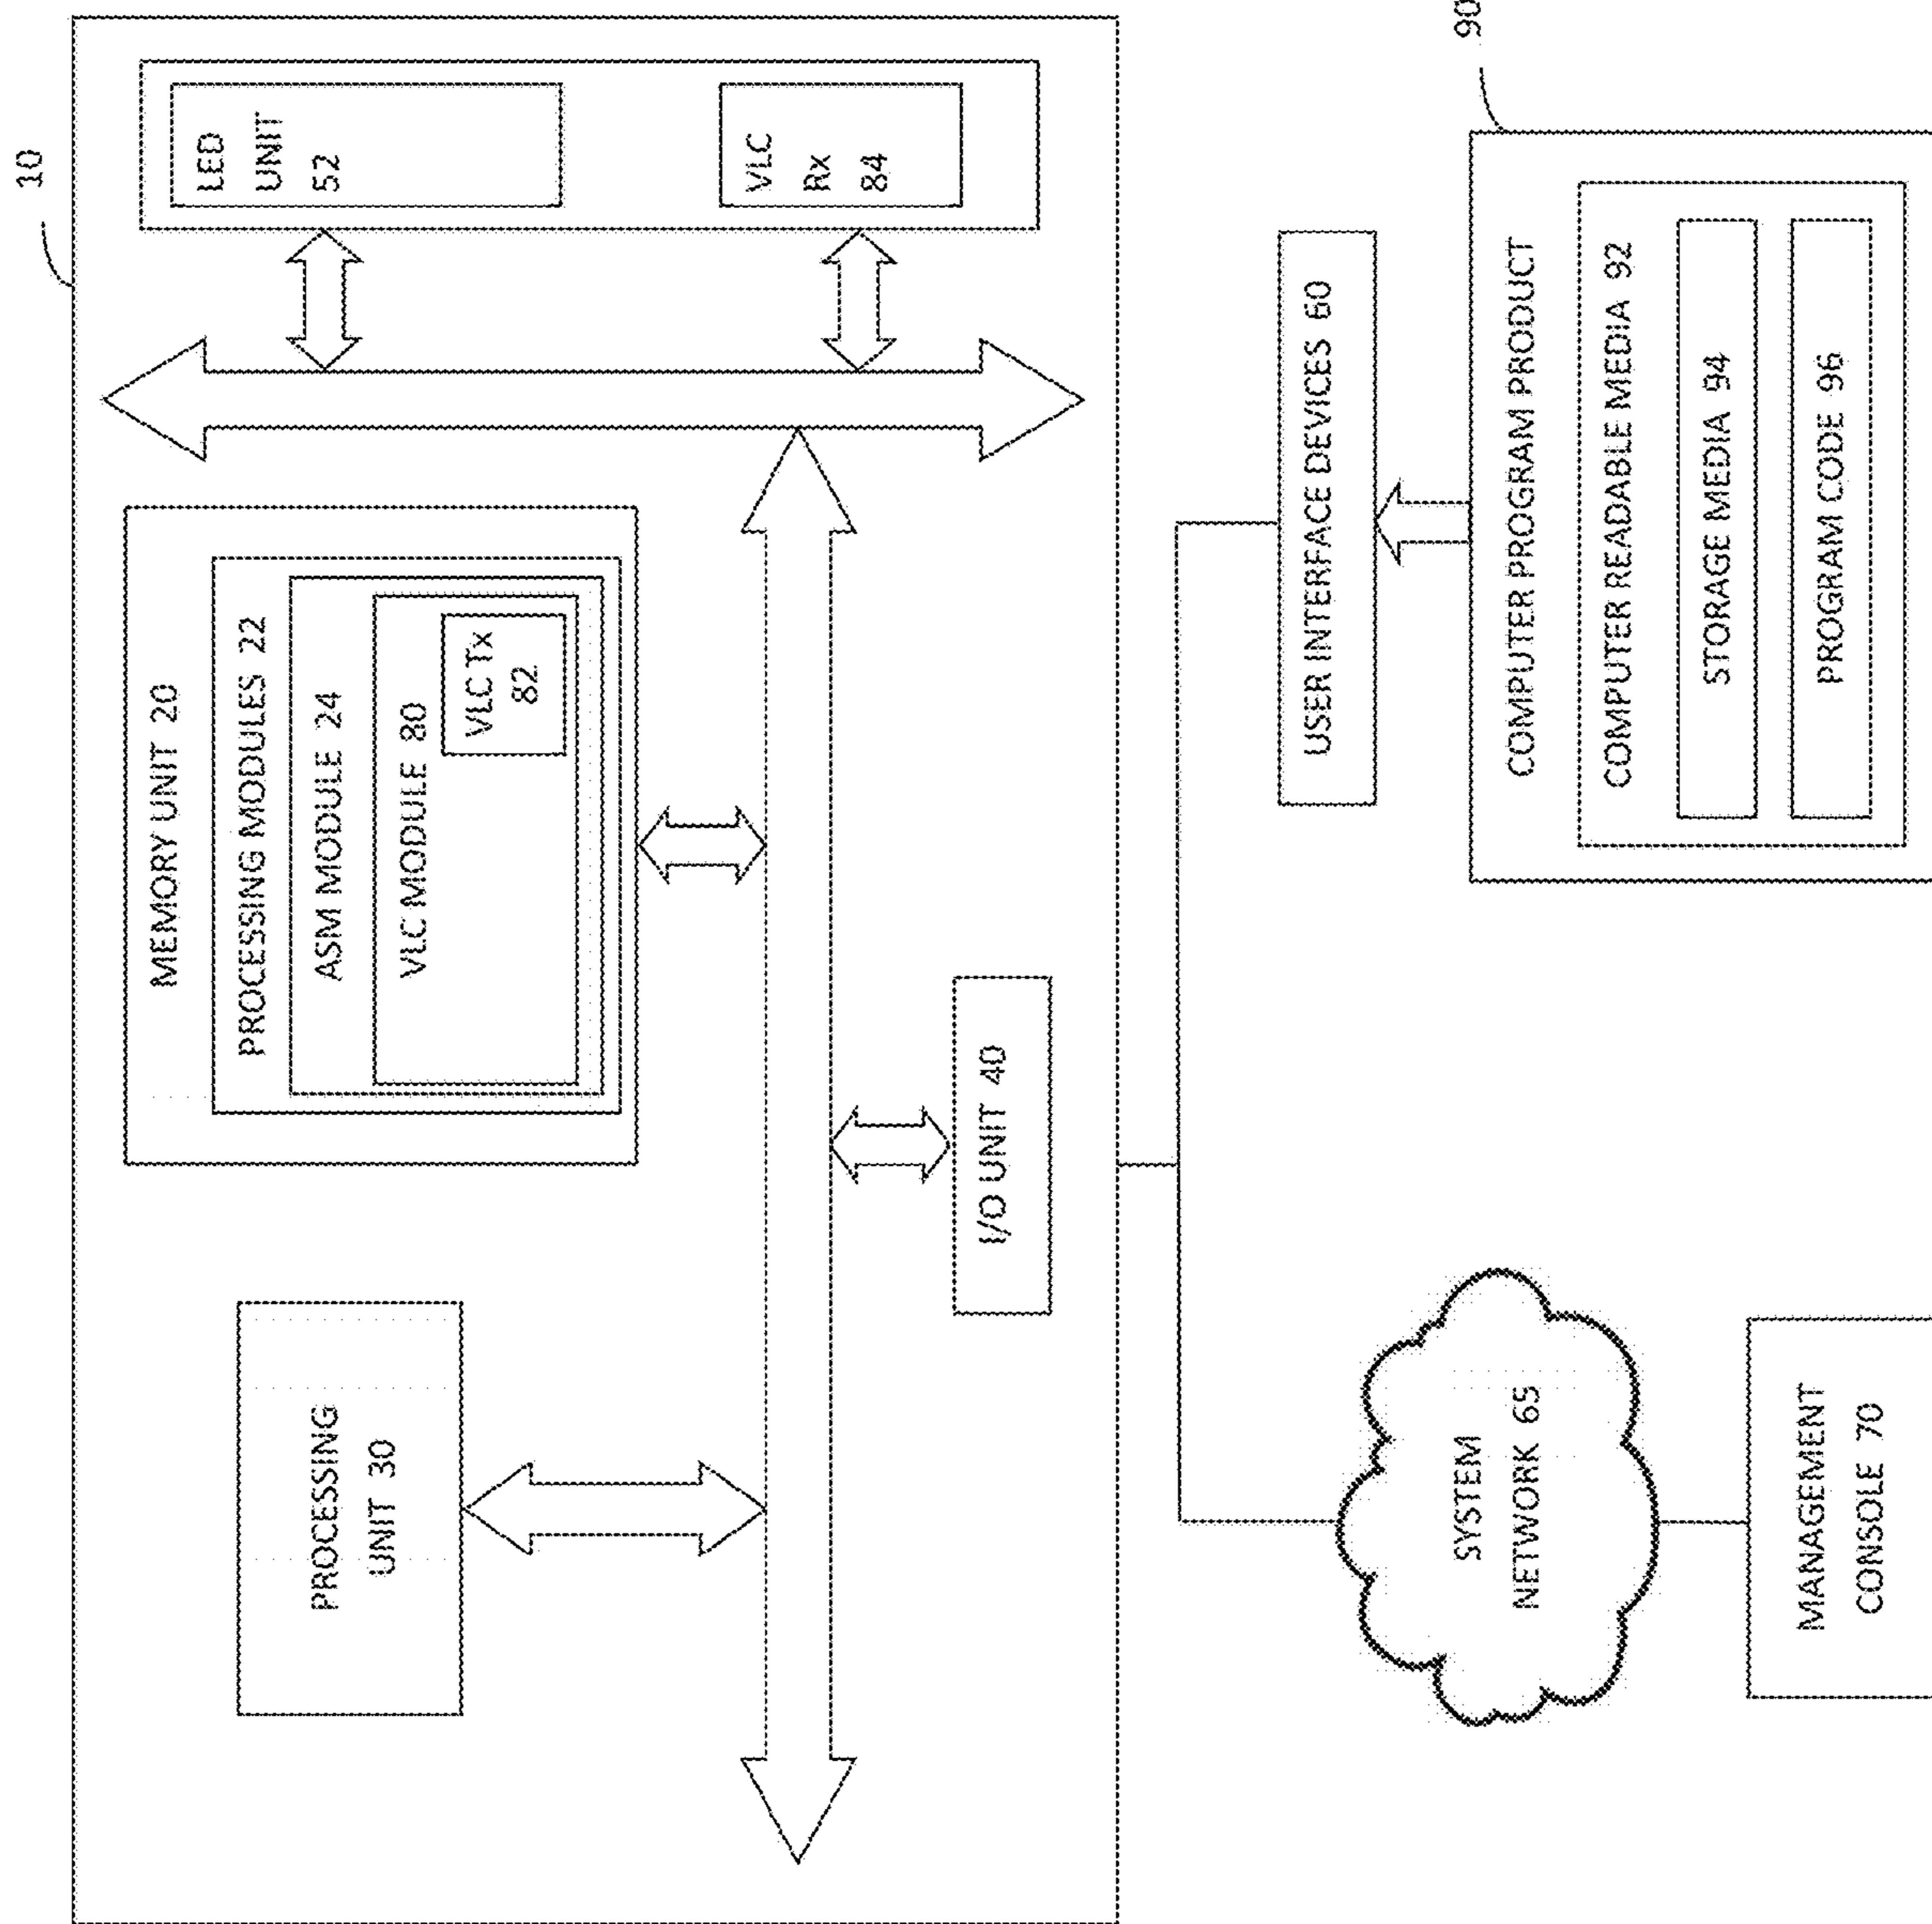 10
MEMORY UNIT 20
PROCESSING MODULES 22
ASM MODULE 24
VLC MODULE 80
VLC Tx
82
LED
UNIT
52
VLC
Rx
84
PROCESSING
UNIT 30
I/O UNIT 40
USER INTERFACE DEVICES 60
90
COMPUTER PROGRAM PRODUCT
COMPUTER READABLE MEDIA 92
STORAGE MEDIA 94
PROGRAM CODE 96
SYSTEM
NETWORK 65
MANAGEMENT
CONSOLE 70